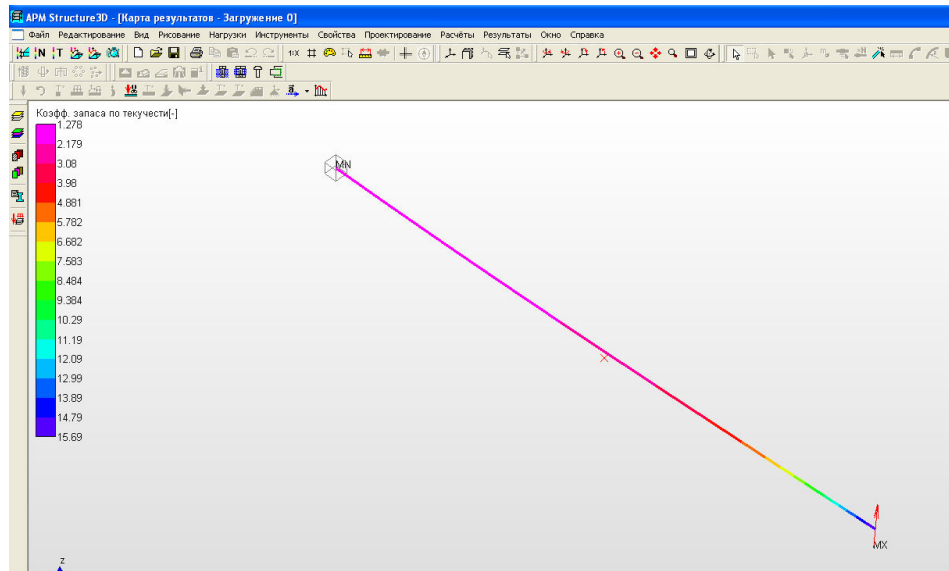 APM Structure3D - [Карта результатов - Загружение 0]
Файл Редактирование Вид Рисование Нагрузки Инструменты Свойства Проектирование Расчёты Результаты Окно Справка
Коэфф. запаса по текучести[-]
1.278
2.179
3.08
3.98
4.881
5.782
6.682
7.583
8.484
9.384
10.29
11.19
12.09
12.99
13.89
14.79
15.69
MN
MX
z